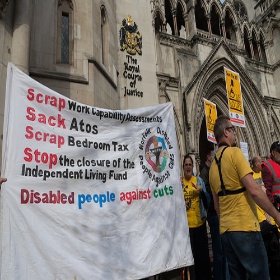 The
Royal
Courts
of
Justice
Scrap Work Capability Assessments
Sack Atos
Scrap Bedroom Tax
Stop the closure of the
Independent Living Fund
Disabled people against cuts